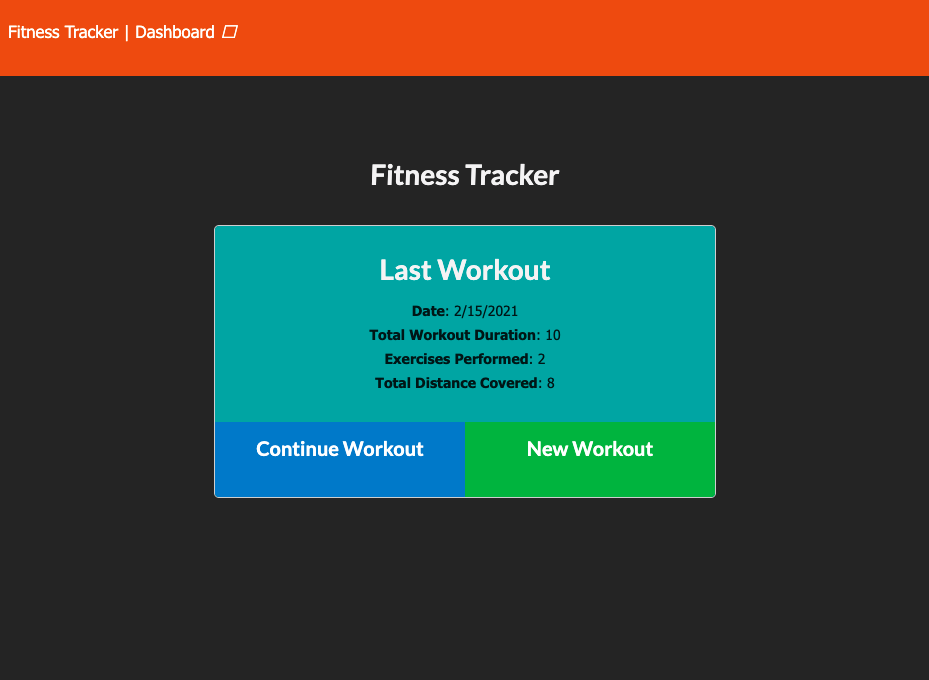 Fitness Tracker | Dashboard
Fitness Tracker
Last Workout
Date: 2/15/2021
Total Workout Duration: 10
Exercises Performed: 2
Total Distance Covered: 8
Continue Workout
New Workout